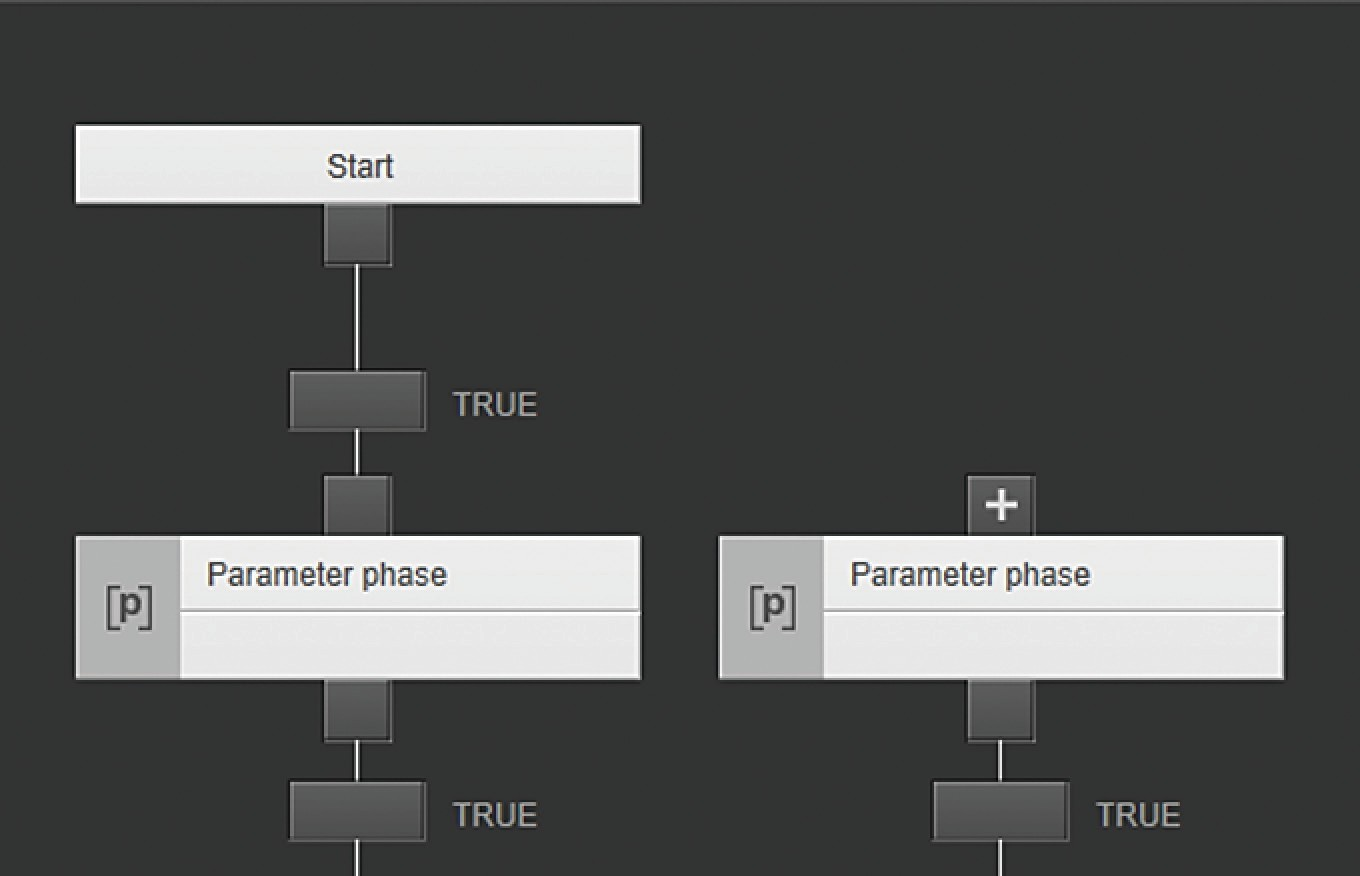 Start
TRUE
+
[p] Parameter phase
[p] Parameter phase
TRUE
TRUE